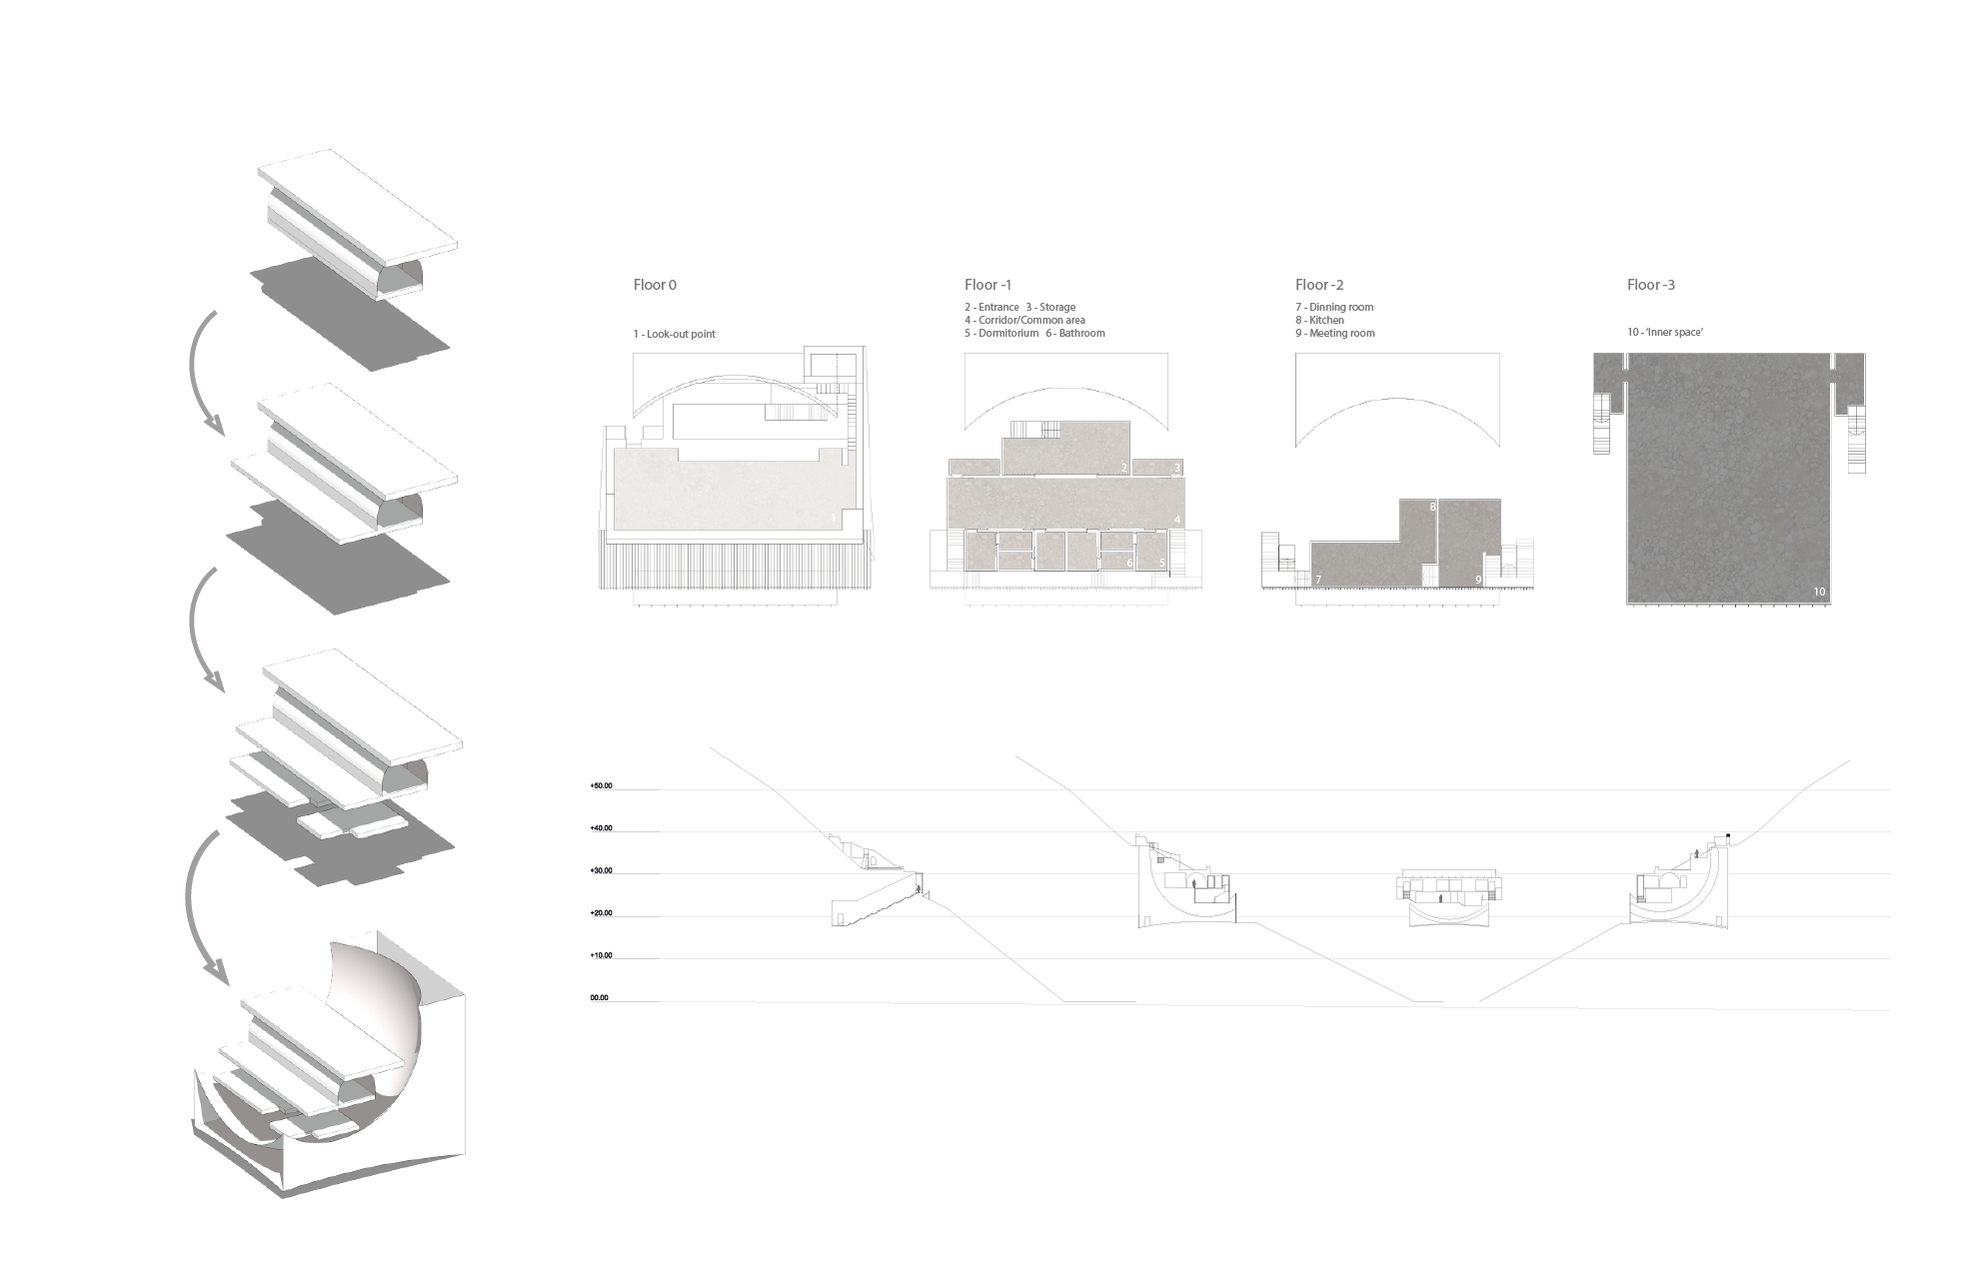 Floor 0
1 - Look-out point
1
Floor -1
2 - Entrance 3 - Storage
4 - Corridor/Common area
5 - Dormitorium 6 - Bathroom
2
3
4
6
5
Floor -2
7 - Dinning room
8 - Kitchen
9 - Meeting room
8
7
9
Floor -3
10 - 'Inner space'
10
+50.00
+40.00
+30.00
+20.00
+10.00
00.00